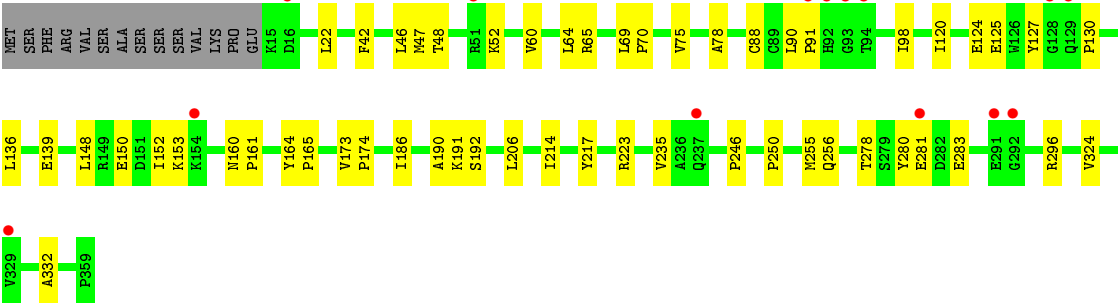 MET SER PHE ARG VAL SER ALA SER SER SER VAL LYS PRO GLU K15 D16 L22 F42 L46 M47 T48 R51 K52 V60 L64 R65 L69 P70 V75 A78 C88 C89 L90 P91 H92 G93 T94 I98 I120 E124 E125 W126 Y127 G128 Q129 P130
L136 E139 L148 R149 E150 D151 I152 K153 K154 N160 P161 Y164 P165 V173 P174 I186 A190 K191 S192 L206 I214 Y217 R223 V235 A236 Q237 P246 P250 M255 Q256 T278 S279 Y280 E281 D282 E283 E291 G292 R296 V324
V329 A332 P359